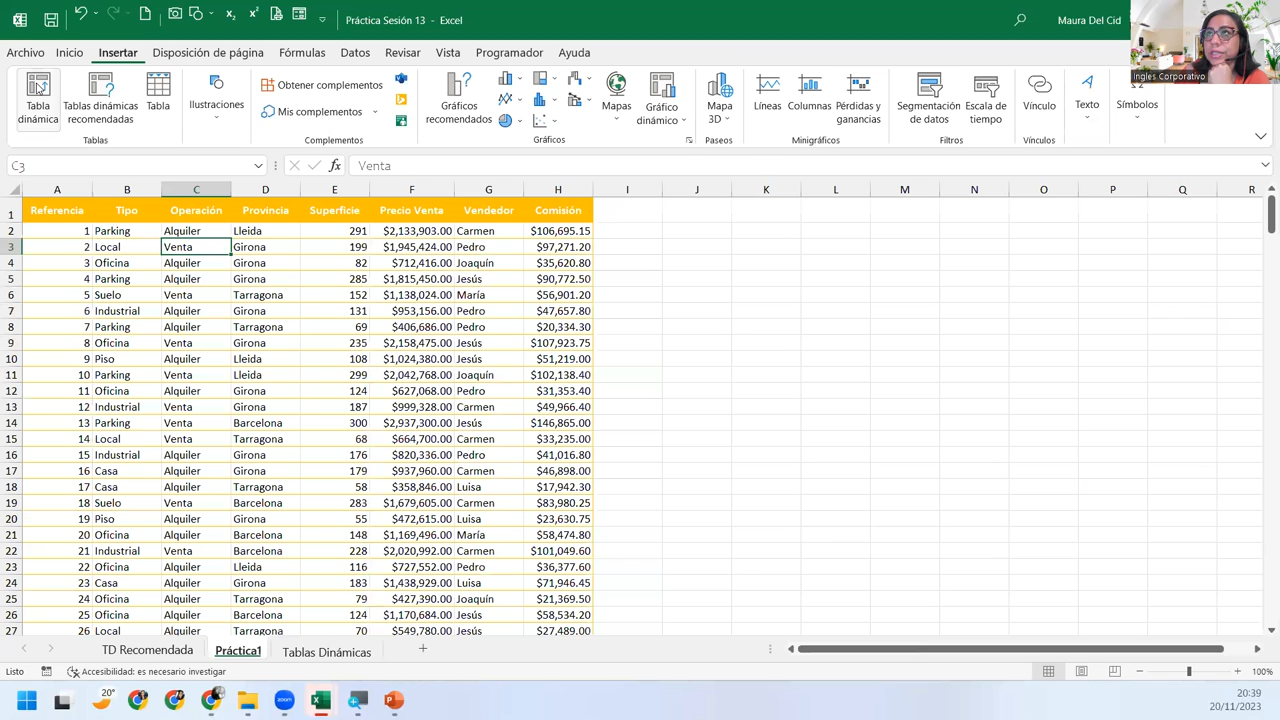 Práctica Sesión 13 - Excel
Maura Del Cid
Ingles Corporativo
Archivo Inicio Insertar Disposición de página Fórmulas Datos Revisar Vista Programador Ayuda
Tabla dinámica
Tablas dinámicas recomendadas
Tabla
Ilustraciones
Obtener complementos
Mis complementos
Gráficos recomendados
Mapas
Gráfico dinámico
Mapa 3D
Líneas
Columnas
Pérdidas y ganancias
Segmentación de datos
Escala de tiempo
Vínculo
Texto
Símbolos
Tablas Complementos Gráficos Paseos Minigráficos Filtros Vínculos
C3 fx Venta
A B C D E F G H I J K L M N O P Q R
1 Referencia Tipo Operación Provincia Superficie Precio Venta Vendedor Comisión
2 1 Parking Alquiler Lleida 291 $2,133,903.00 Carmen $106,695.15
3 2 Local Venta Girona 199 $1,945,424.00 Pedro $97,271.20
4 3 Oficina Alquiler Girona 82 $712,416.00 Joaquín $35,620.80
5 4 Parking Alquiler Girona 285 $1,815,450.00 Jesús $90,772.50
6 5 Suelo Venta Tarragona 152 $1,138,024.00 María $56,901.20
7 6 Industrial Alquiler Girona 131 $953,156.00 Pedro $47,657.80
8 7 Parking Alquiler Tarragona 69 $406,686.00 Pedro $20,334.30
9 8 Oficina Venta Girona 235 $2,158,475.00 Jesús $107,923.75
10 9 Piso Alquiler Lleida 108 $1,024,380.00 Jesús $51,219.00
11 10 Parking Venta Lleida 299 $2,042,768.00 Joaquín $102,138.40
12 11 Oficina Alquiler Girona 124 $627,068.00 Pedro $31,353.40
13 12 Industrial Venta Girona 187 $999,328.00 Carmen $49,966.40
14 13 Parking Venta Barcelona 300 $2,937,300.00 Jesús $146,865.00
15 14 Local Venta Tarragona 68 $664,700.00 Carmen $33,235.00
16 15 Industrial Alquiler Girona 176 $820,336.00 Pedro $41,016.80
17 16 Casa Alquiler Girona 179 $937,960.00 Carmen $46,898.00
18 17 Casa Alquiler Tarragona 58 $358,846.00 Luisa $17,942.30
19 18 Suelo Venta Barcelona 283 $1,679,605.00 Carmen $83,980.25
20 19 Piso Alquiler Girona 55 $472,615.00 Luisa $23,630.75
21 20 Oficina Alquiler Barcelona 148 $1,169,496.00 María $58,474.80
22 21 Industrial Venta Barcelona 228 $2,020,992.00 Carmen $101,049.60
23 22 Oficina Alquiler Lleida 116 $727,552.00 Pedro $36,377.60
24 23 Casa Alquiler Girona 183 $1,438,929.00 Luisa $71,946.45
25 24 Oficina Alquiler Tarragona 79 $427,390.00 Joaquín $21,369.50
26 25 Oficina Alquiler Barcelona 124 $1,170,684.00 Jesús $58,534.20
27 26 Local Alquiler Tarragona 70 $549,780.00 Jesús $27,489.00
TD Recomendada Práctica1 Tablas Dinámicas
Listo Accesibilidad: es necesario investigar 100%
20°
zoom
20:39
20/11/2023